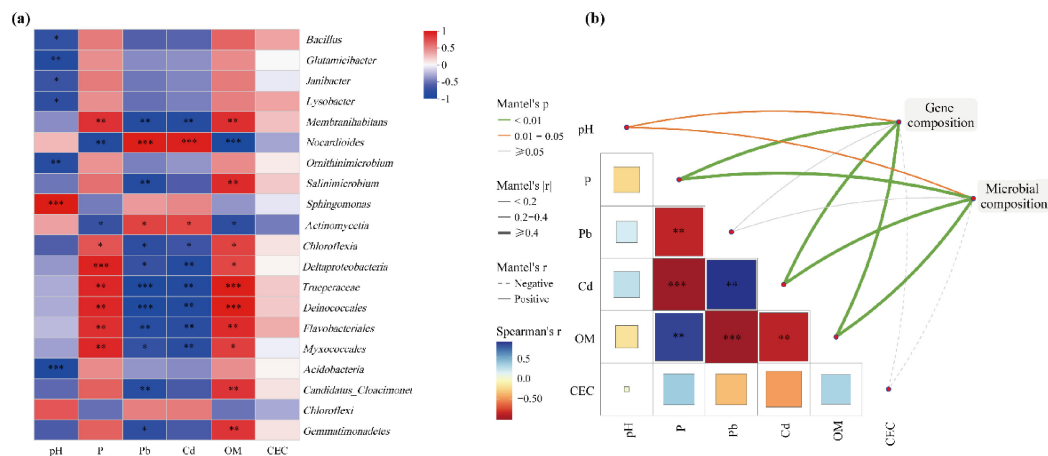 (a)
Bacillus
Glutamicibacter
Janibacter
Lysobacter
Membranihabitans
Nocardioides
Ornithinimicrobium
Salinimicrobium
Sphingomonas
Actinomycetia
Chloroflexia
Deltaproteobacteria
Trueperaceae
Deinococcales
Flavobacteriales
Myxococcales
Acidobacteria
Candidatus_Cloacimonet
Chloroflexi
Gemmatimonadetes
pH P Pb Cd OM CEC
1
0.5
0
-0.5
-1
* 
**
*
*
** ** ** **
** *** *** ***
**
** **
***
* * * *
* * * *
*** * ** *
** *** ** ***
** *** ** ***
** ** ** **
** * ** *
***
** **
* **
(b)
Mantel's p
< 0.01
0.01 − 0.05
≥0.05
Mantel's |r|
< 0.2
0.2−0.4
≥0.4
Mantel's r
Negative
Positive
Spearman's r
0.5
0.0
−0.50
Gene
composition
Microbial
composition
pH
P
Pb
**
Cd
*** **
OM
** *** **
CEC
pH P Pb Cd OM CEC